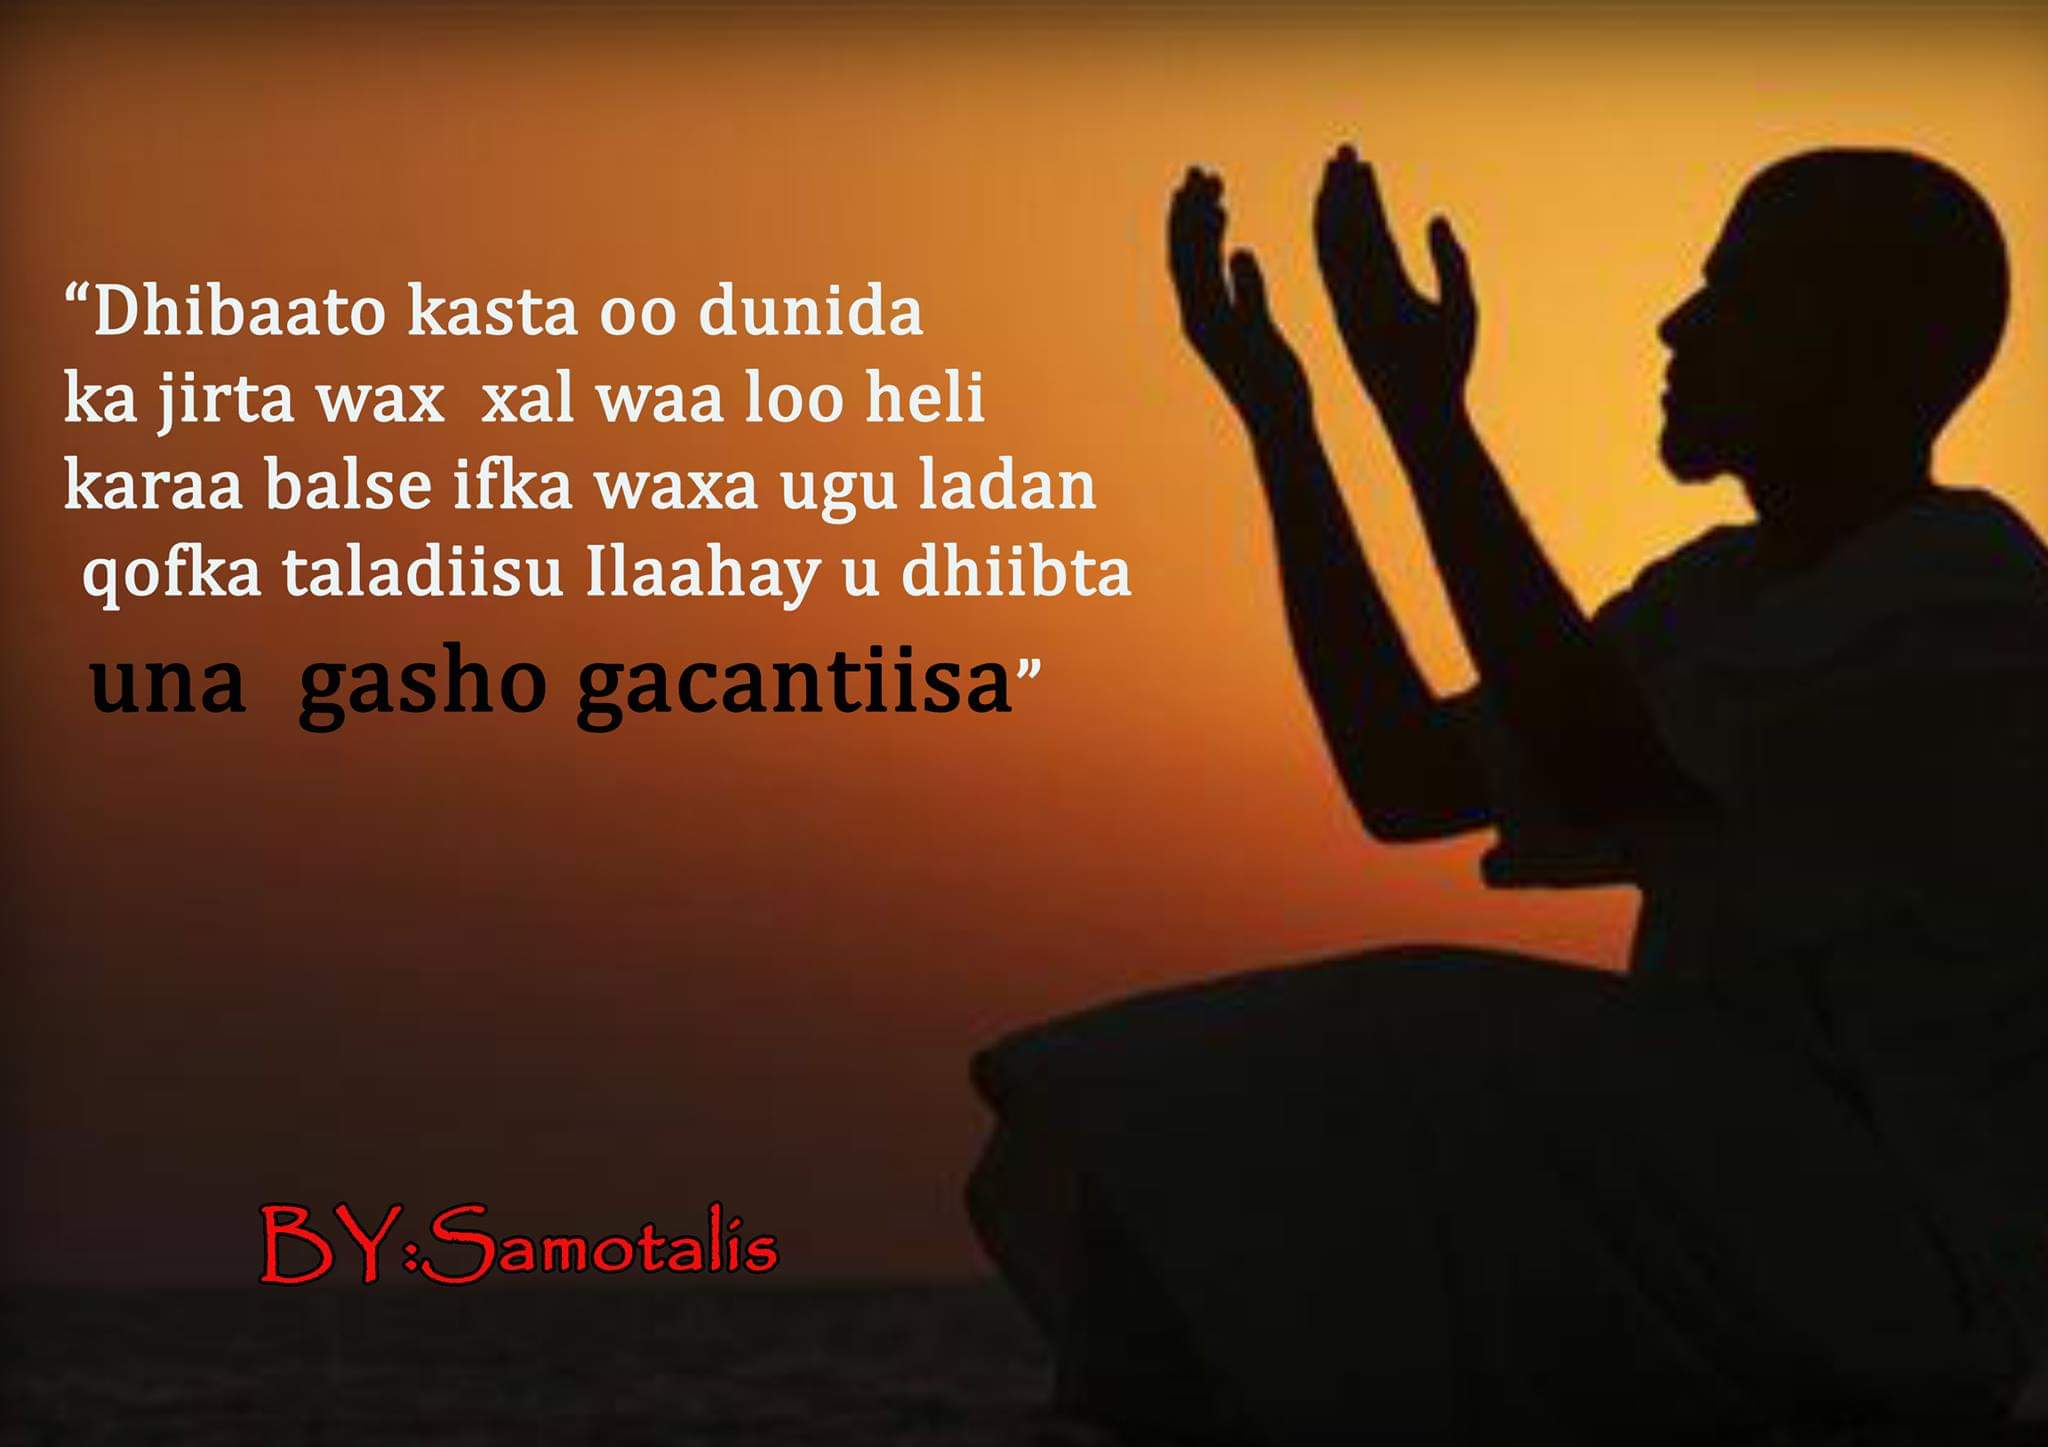 “Dhibaato kasta oo dunida
ka jirta wax xal waa loo heli
karaa balse ifka waxa ugu ladan
qofka taladiisu Ilaahay u dhiibta
una gasho gacantiisa”
BY:Samotalis